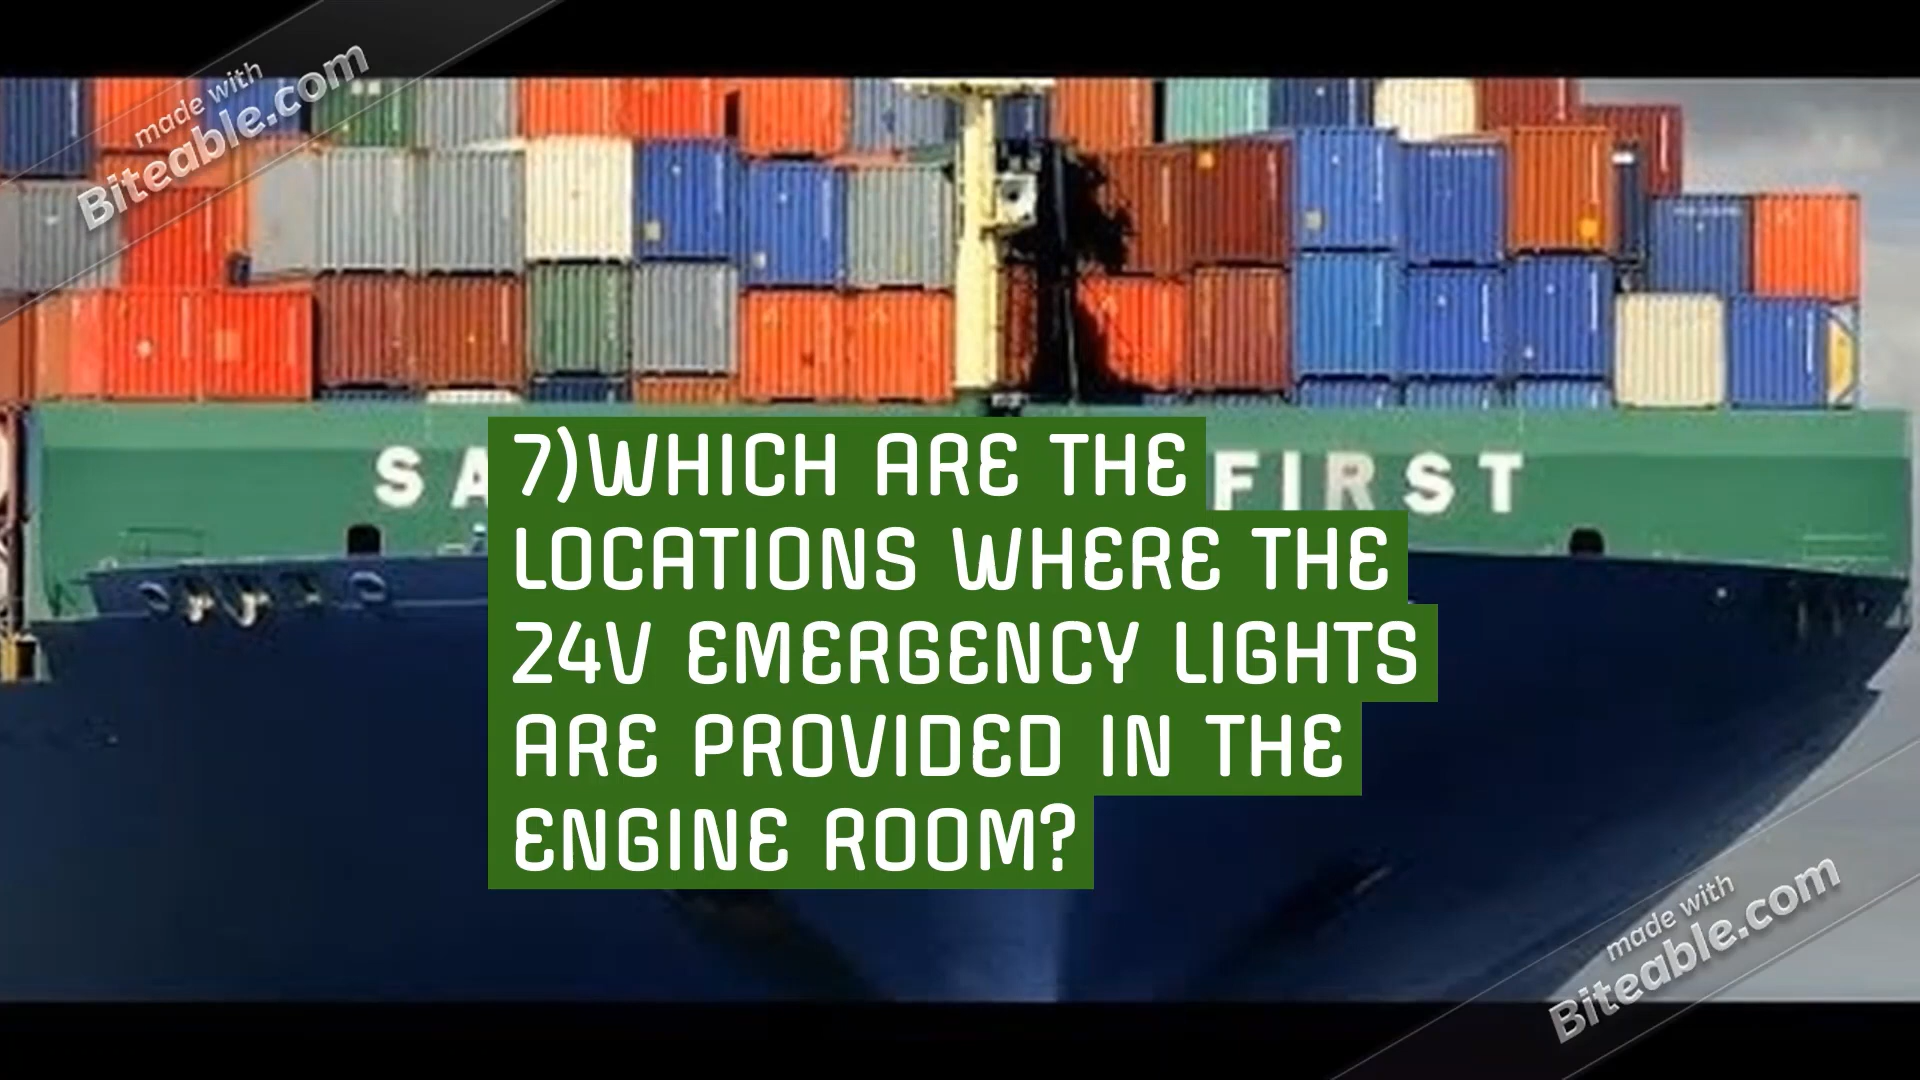 made with
Biteable.com
SA
FIRST
7)WHICH ARE THE
LOCATIONS WHERE THE
24V EMERGENCY LIGHTS
ARE PROVIDED IN THE
ENGINE ROOM?
made with
Biteable.com